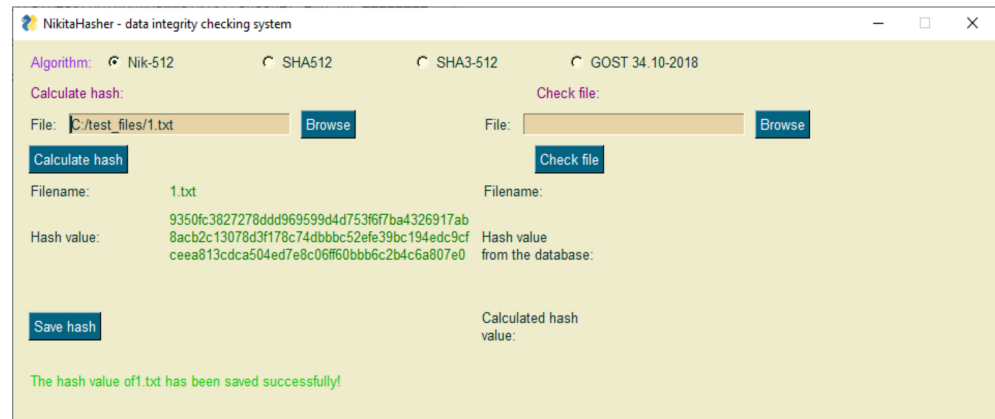 NikitaHasher - data integrity checking system
Algorithm: Nik-512 SHA512 SHA3-512 GOST 34.10-2018
Calculate hash: Check file:
File: C:/test_files/1.txt Browse File: Browse
Calculate hash Check file
Filename: 1.txt Filename:
Hash value:
9350fc3827278ddd969599d4d753f6f7ba4326917ab
8acb2c13078d3f178c74dbbbc52efe39bc194edc9cf
ceea813cdca504ed7e8c06ff60bbb6c2b4c6a807e0
Hash value
from the database:
Save hash
Calculated hash
value:
The hash value of1.txt has been saved successfully!